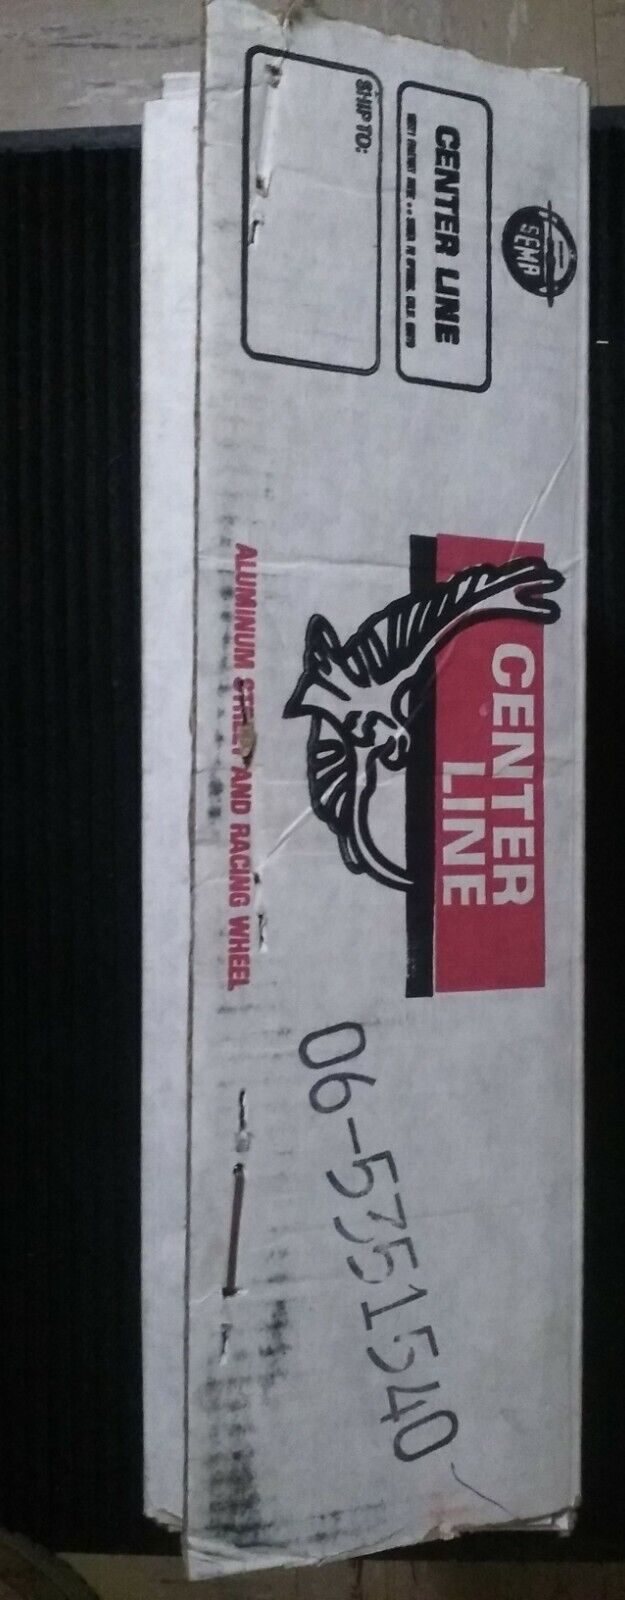 SEMA
CENTER LINE
SHIP TO:
CENTER
LINE
ALUMINUM STREET AND RACING WHEEL
06-5351540